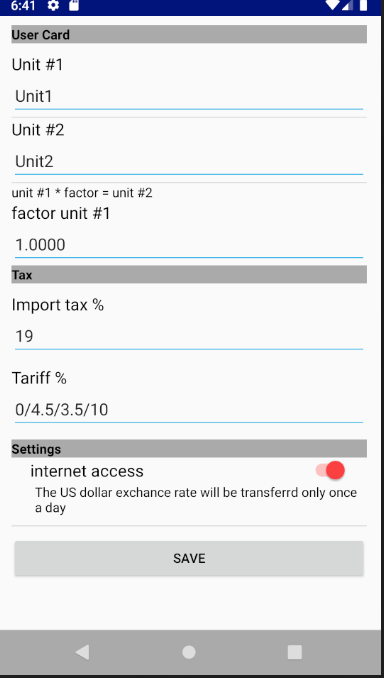 6:41
User Card
Unit #1
Unit1
Unit #2
Unit2
unit #1 * factor = unit #2
factor unit #1
1.0000
Tax
Import tax %
19
Tariff %
0/4.5/3.5/10
Settings
internet access
The US dollar exchance rate will be transferrd only once
a day
SAVE